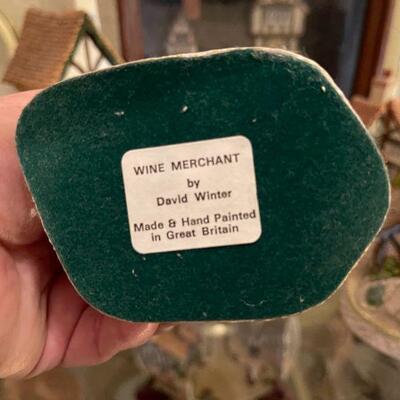 WINE MERCHANT
by
David Winter
Made & Hand Painted
in Great Britain